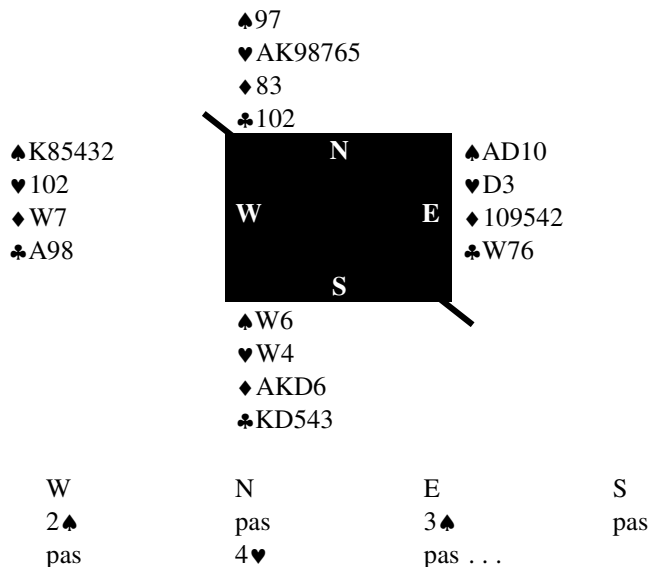 ♠97
♥AK98765
♦83
♣102
♠K85432
♥102
♦W7
♣A98
N
W E
S
♠AD10
♥D3
♦109542
♣W76
♠W6
♥W4
♦AKD6
♣KD543
W N E S
2♠ pas 3♠ pas
pas 4♥ pas . . .